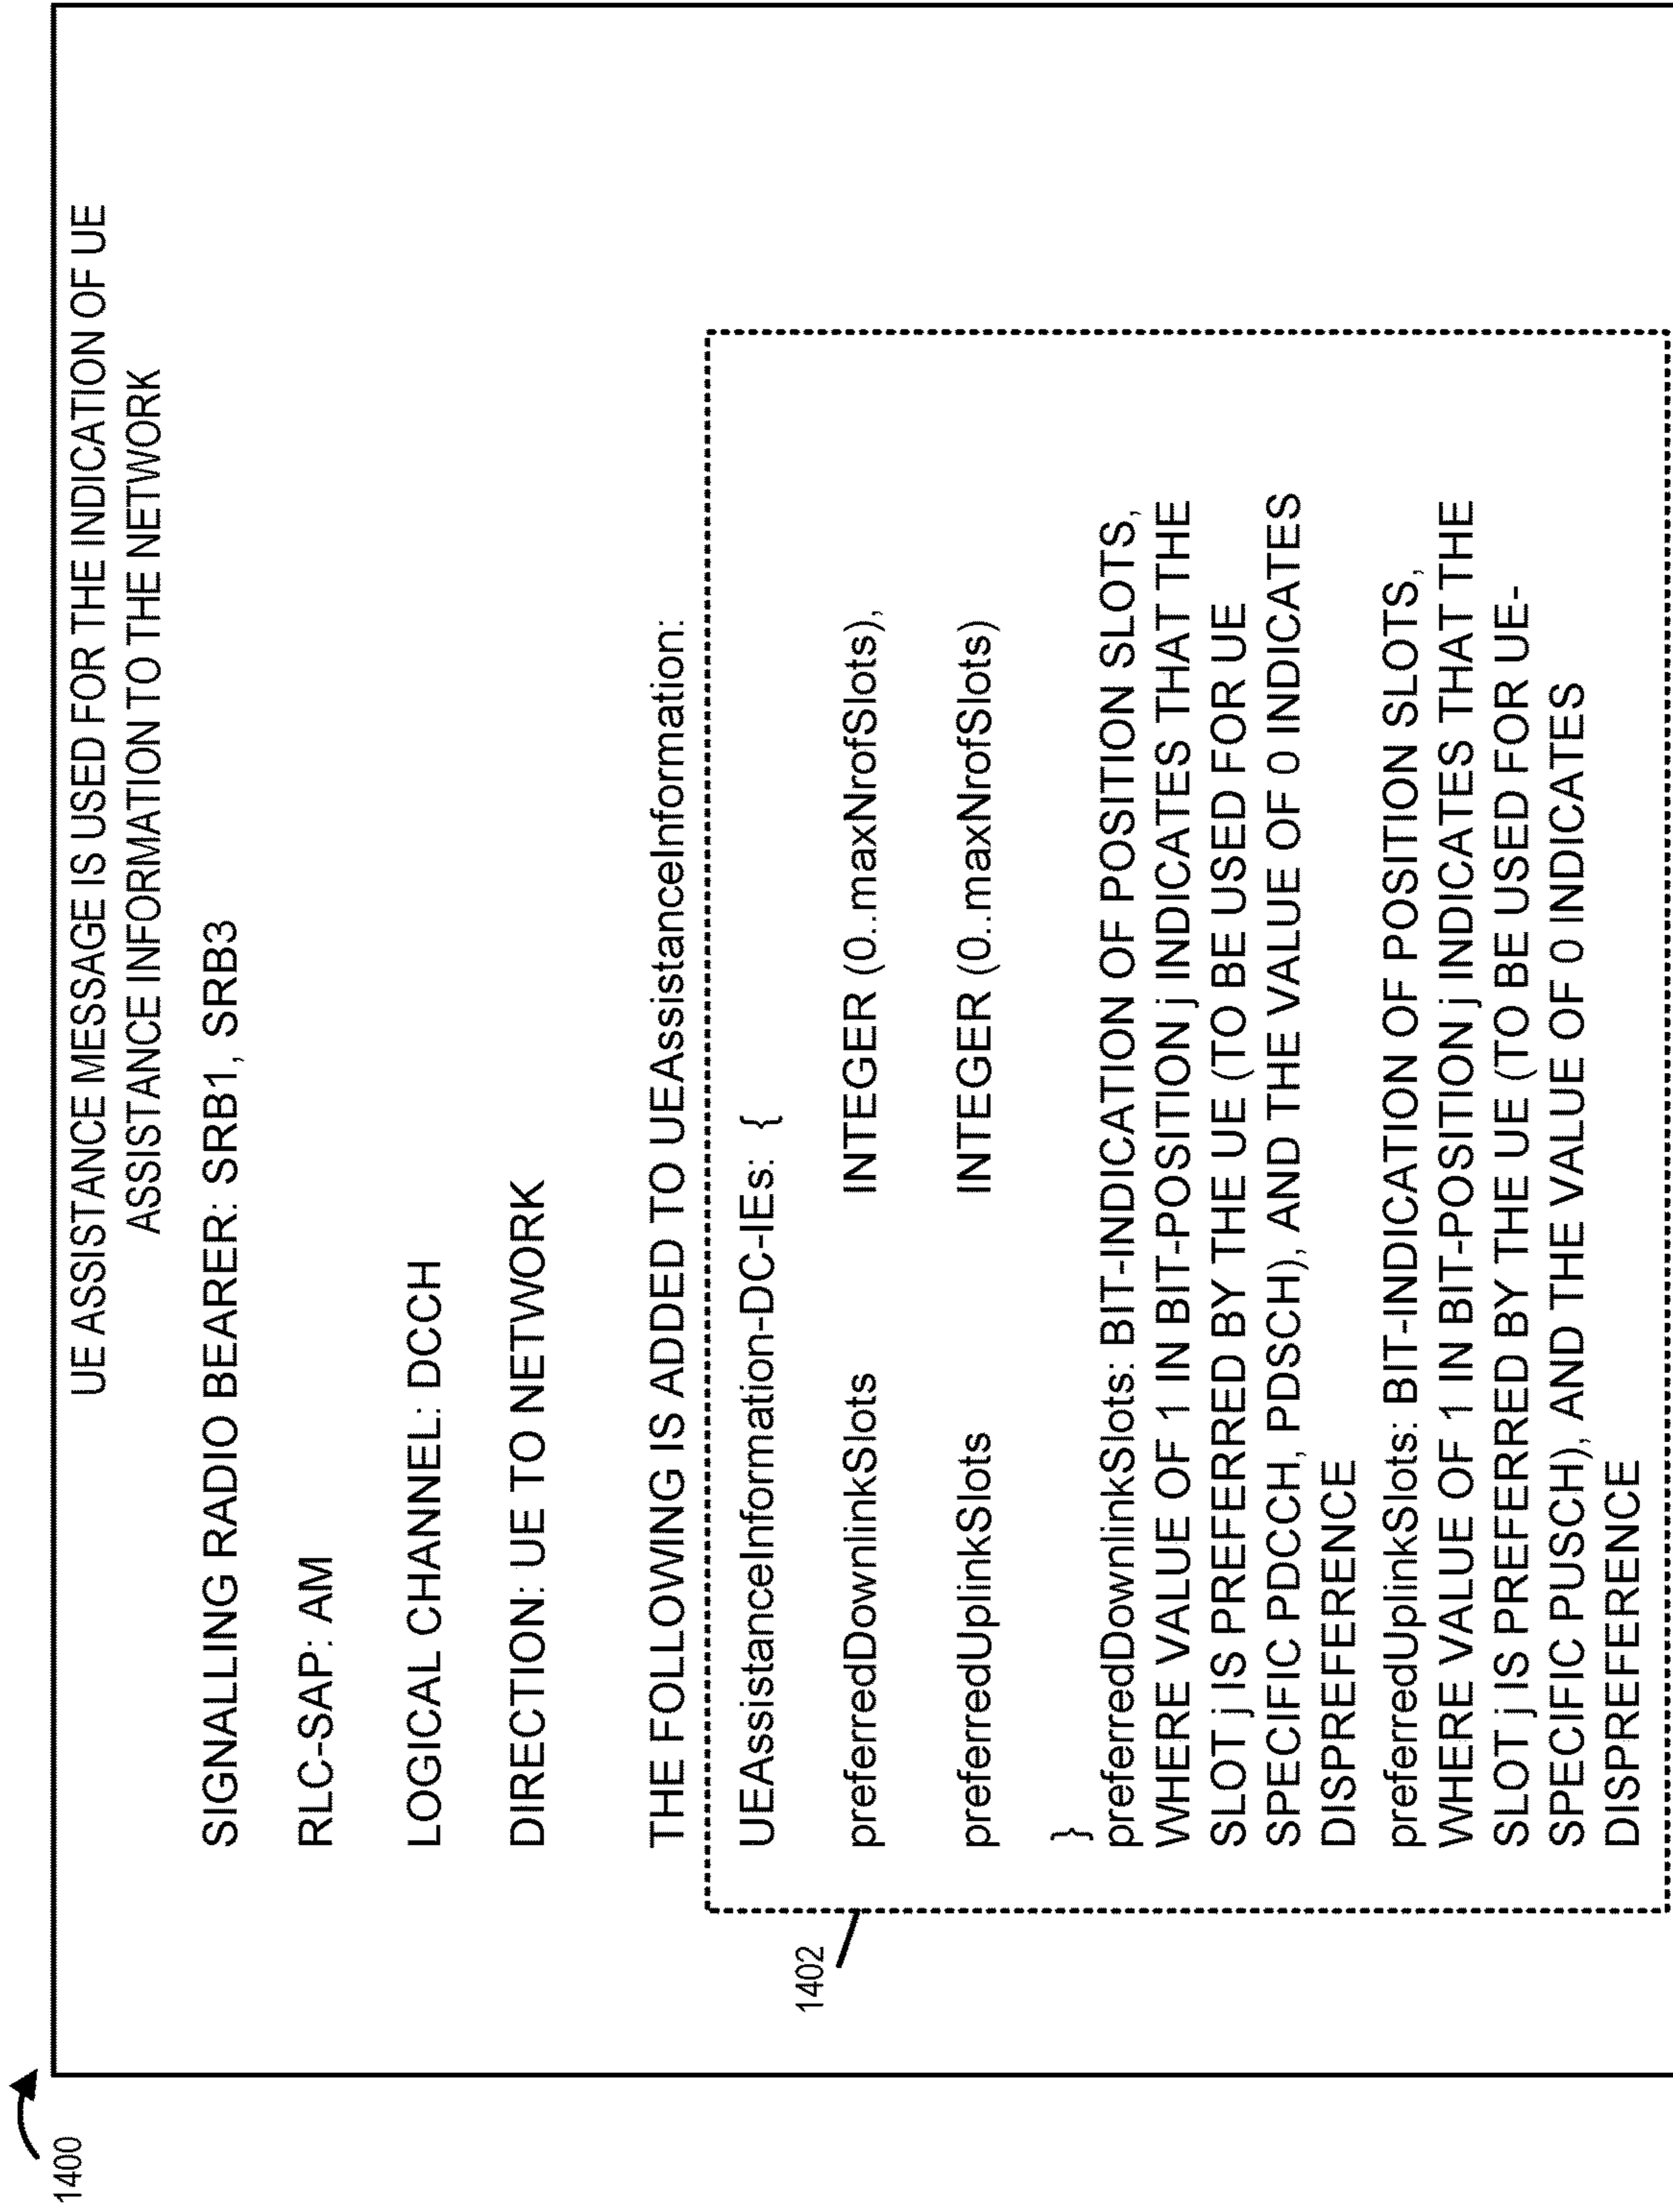 1400
UE ASSISTANCE MESSAGE IS USED FOR THE INDICATION OF UE
ASSISTANCE INFORMATION TO THE NETWORK
SIGNALLING RADIO BEARER: SRB1, SRB3
RLC-SAP: AM
LOGICAL CHANNEL: DCCH
DIRECTION: UE TO NETWORK
THE FOLLOWING IS ADDED TO UEAssistanceInformation:
1402
UEAssistanceInformation-DC-IEs: {
preferredDownlinkSlots INTEGER (0..maxNrofSlots),
preferredUplinkSlots INTEGER (0..maxNrofSlots)
}
preferredDownlinkSlots: BIT-INDICATION OF POSITION SLOTS,
WHERE VALUE OF 1 IN BIT-POSITION j INDICATES THAT THE
SLOT j IS PREFERRED BY THE UE (TO BE USED FOR UE
SPECIFIC PDCCH, PDSCH), AND THE VALUE OF 0 INDICATES
DISPREFERENCE
preferredUplinkSlots: BIT-INDICATION OF POSITION SLOTS,
WHERE VALUE OF 1 IN BIT-POSITION j INDICATES THAT THE
SLOT j IS PREFERRED BY THE UE (TO BE USED FOR UE-
SPECIFIC PUSCH), AND THE VALUE OF 0 INDICATES
DISPREFERENCE